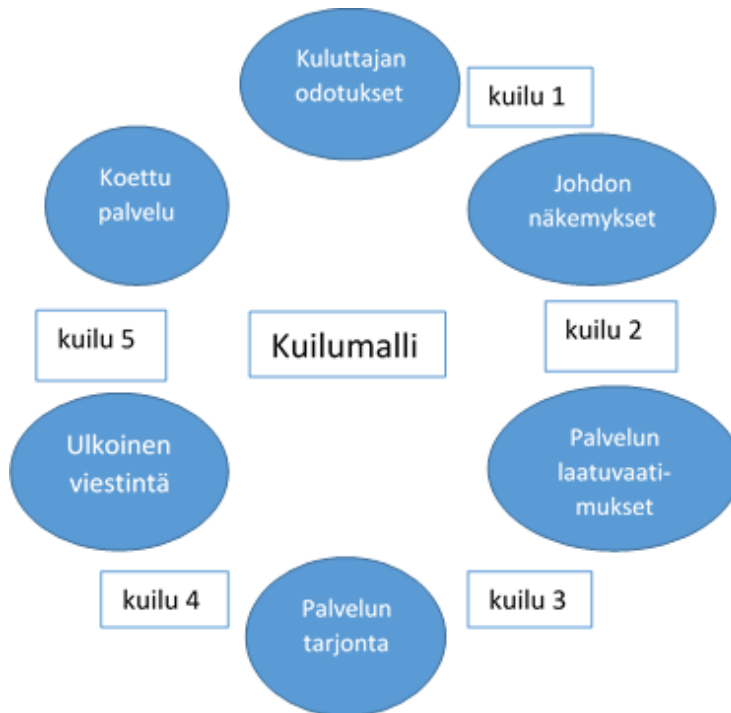 Kuluttajan
odotukset
kuilu 1
Johdon
näkemykset
kuilu 2
Palvelun
laatuvaati-
mukset
kuilu 3
Palvelun
tarjonta
kuilu 4
Ulkoinen
viestintä
kuilu 5
Koettu
palvelu
Kuilumalli